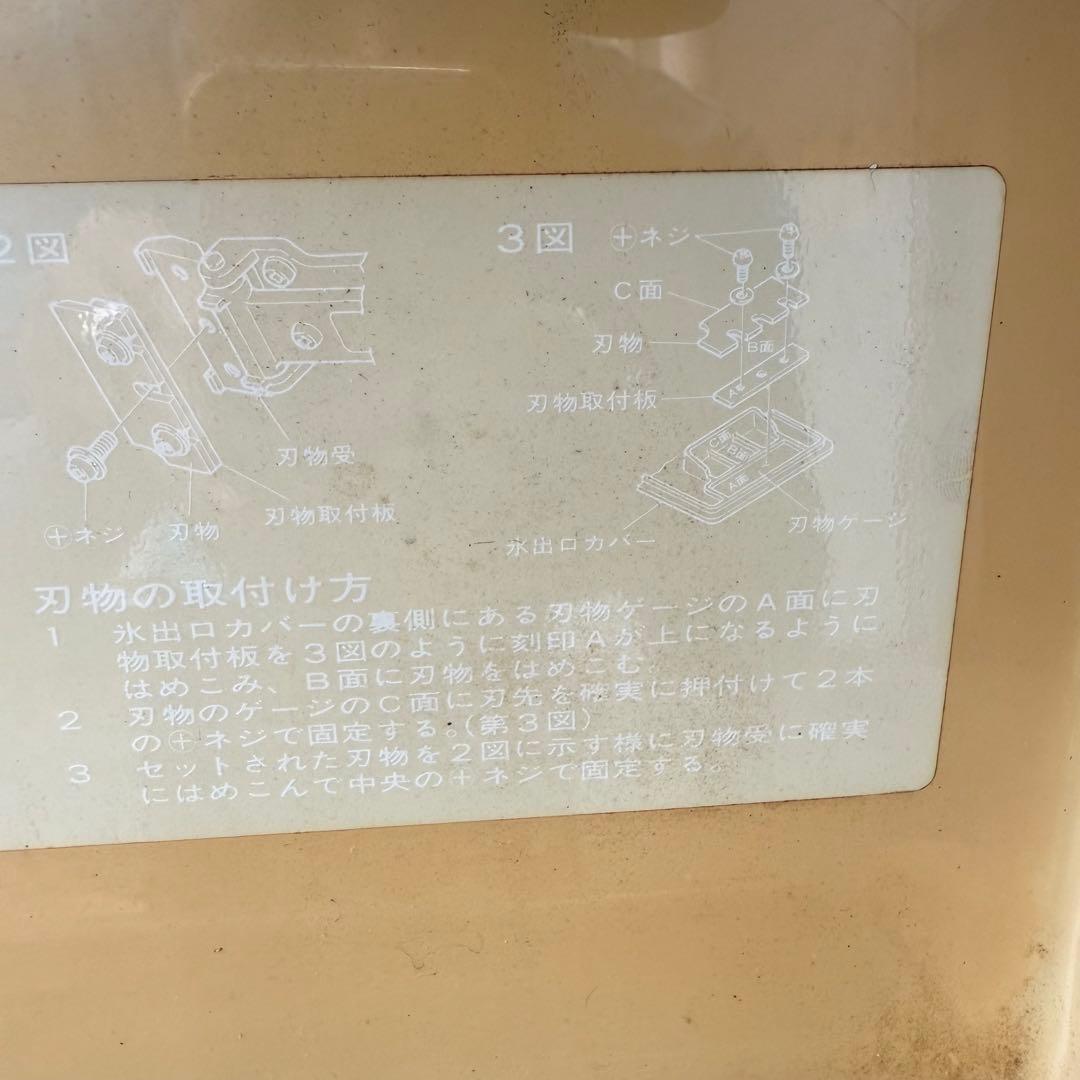 2図
刃物受
刃物取付板
⊕ネジ
刃物
3図
⊕ネジ
C面
刃物
B面
刃物取付板
A
C面
B面
A面
刃物ゲージ
氷出口カバー
刃物の取付け方
1 氷出口カバーの裏側にある刃物ゲージのA面に刃
物取付板を3図のように刻印Aが上になるように
はめこみ、B面に刃物をはめこむ。
2 刃物のゲージのC面に刃先を確実に押付けて2本
の⊕ネジで固定する。(第3図)
3 セットされた刃物を2図に示す様に刃物受に確実
にはめこんで中央の⊕ネジで固定する。